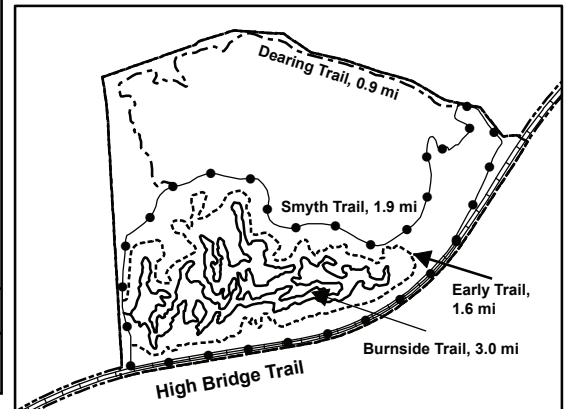 Dearing Trail, 0.9 mi
Smyth Trail, 1.9 mi
Early Trail,
1.6 mi
Burnside Trail, 3.0 mi
High Bridge Trail